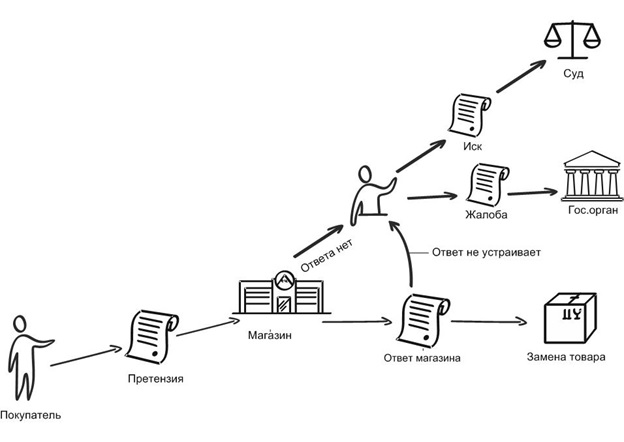 Суд
Иск
Жалоба
Гос.орган
Ответа нет
Ответ не устраивает
Магазин
Ответ магазина
Замена товара
Претензия
Покупатель